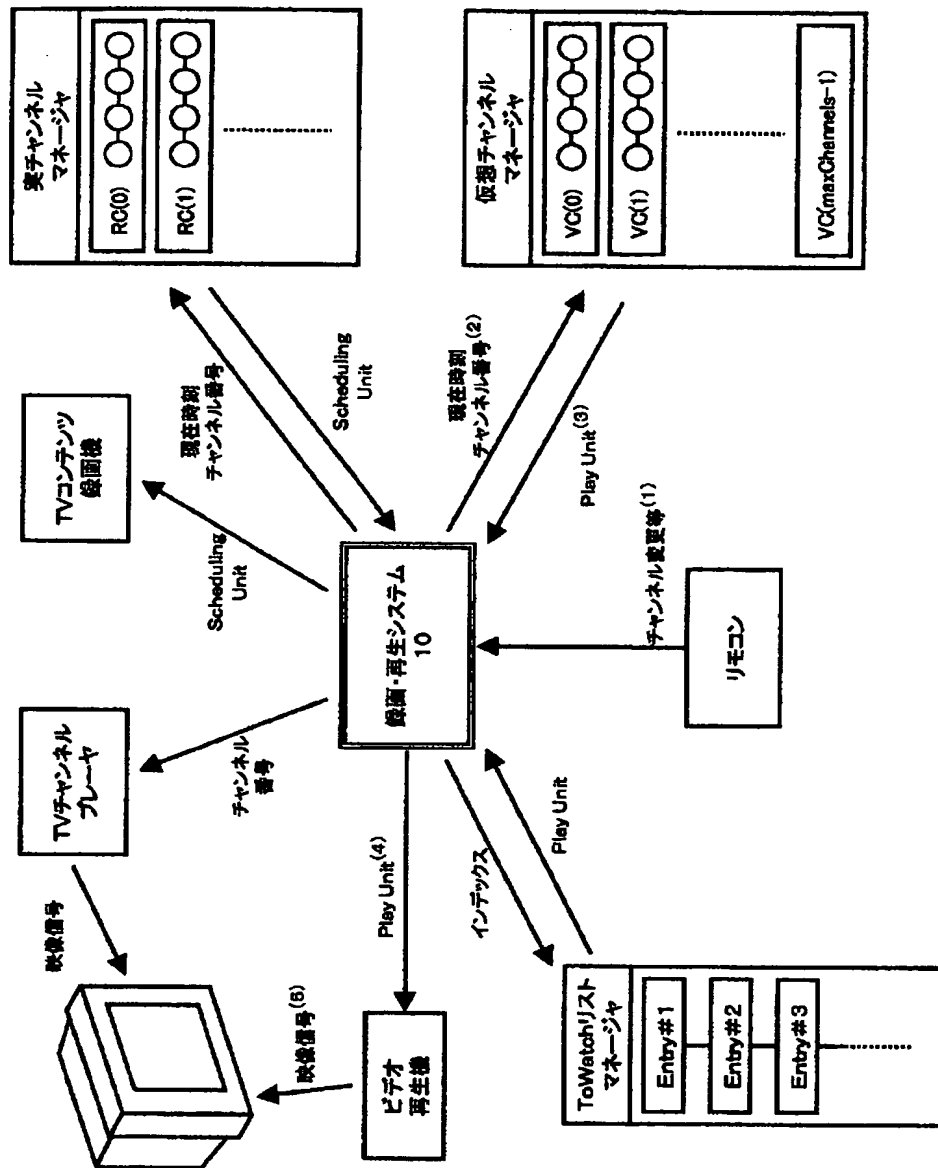 実チャンネル
マネージャ
RC(0)
RC(1)
仮想チャンネル
マネージャ
VC(0)
VC(1)
VC(maxChannels-1)
現在時刻
チャンネル番号
Scheduling
Unit
現在時刻
チャンネル番号(2)
Play Unit(3)
TVコンテンツ
録画機
Scheduling
Unit
録画・再生システム
10
チャンネル変更等(1)
リモコン
TVチャンネル
プレーヤ
チャンネル
番号
映像信号
Play Unit(4)
インデックス
Play Unit
映像信号(5)
ビデオ
再生機
ToWatchリスト
マネージャ
Entry#1
Entry#2
Entry#3